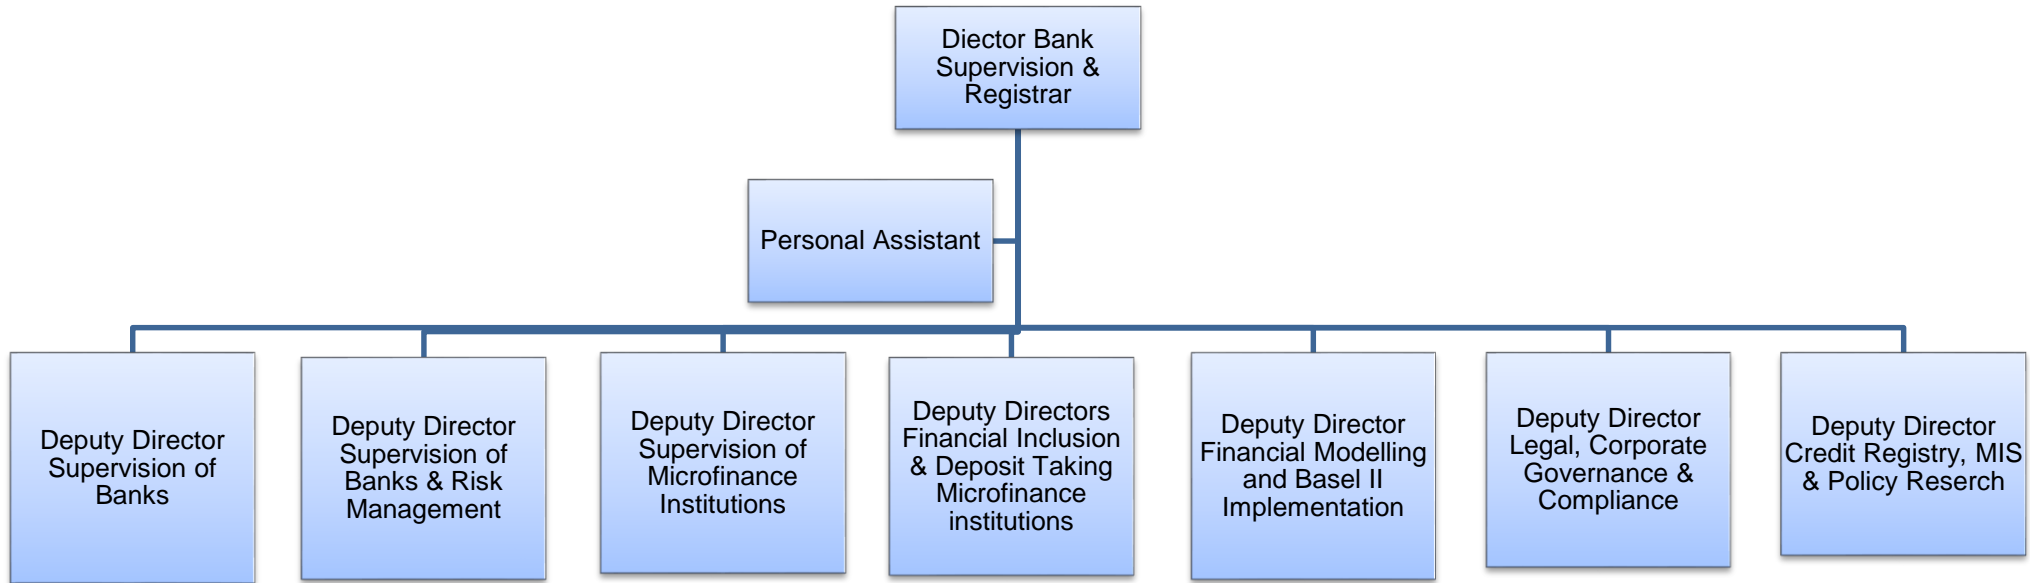 Diector Bank
Supervision &
Registrar
Personal Assistant
Deputy Director
Supervision of
Banks
Deputy Director
Supervision of
Banks & Risk
Management
Deputy Director
Supervision of
Microfinance
Institutions
Deputy Directors
Financial Inclusion
& Deposit Taking
Microfinance
institutions
Deputy Director
Financial Modelling
and Basel II
Implementation
Deputy Director
Legal, Corporate
Governance &
Compliance
Deputy Director
Credit Registry, MIS
& Policy Reserch